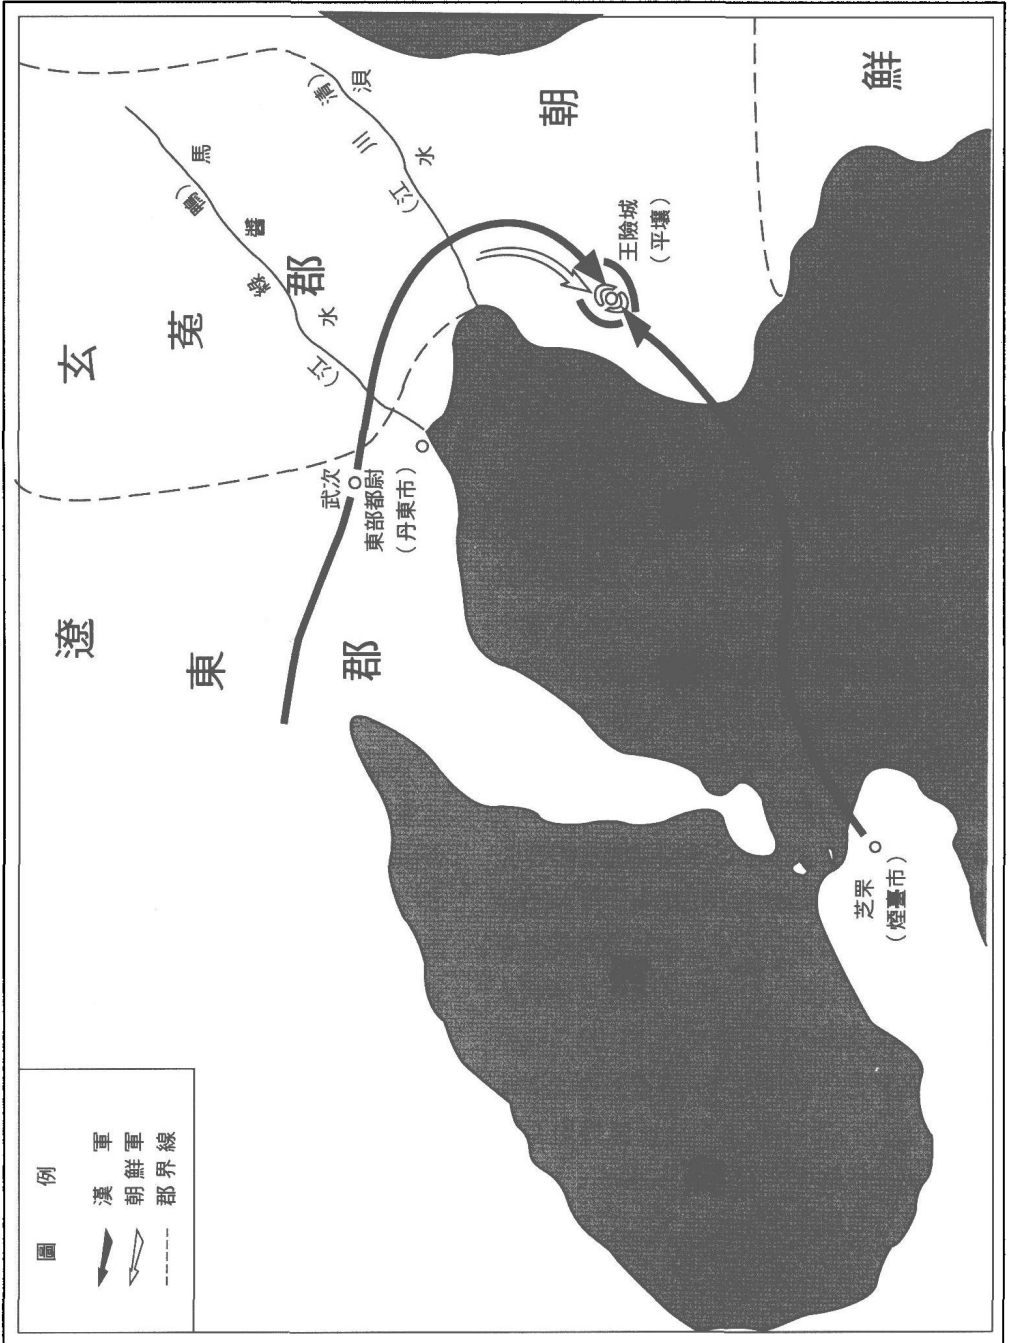 圖例
漢軍
朝鮮軍
郡界線
遼東郡
玄菟郡
朝鮮
馬訾水
(鴨綠江)
浿水
(清川江)
武次
東部都尉
(丹東市)
王險城
(平壤)
芝罘
(煙臺市)